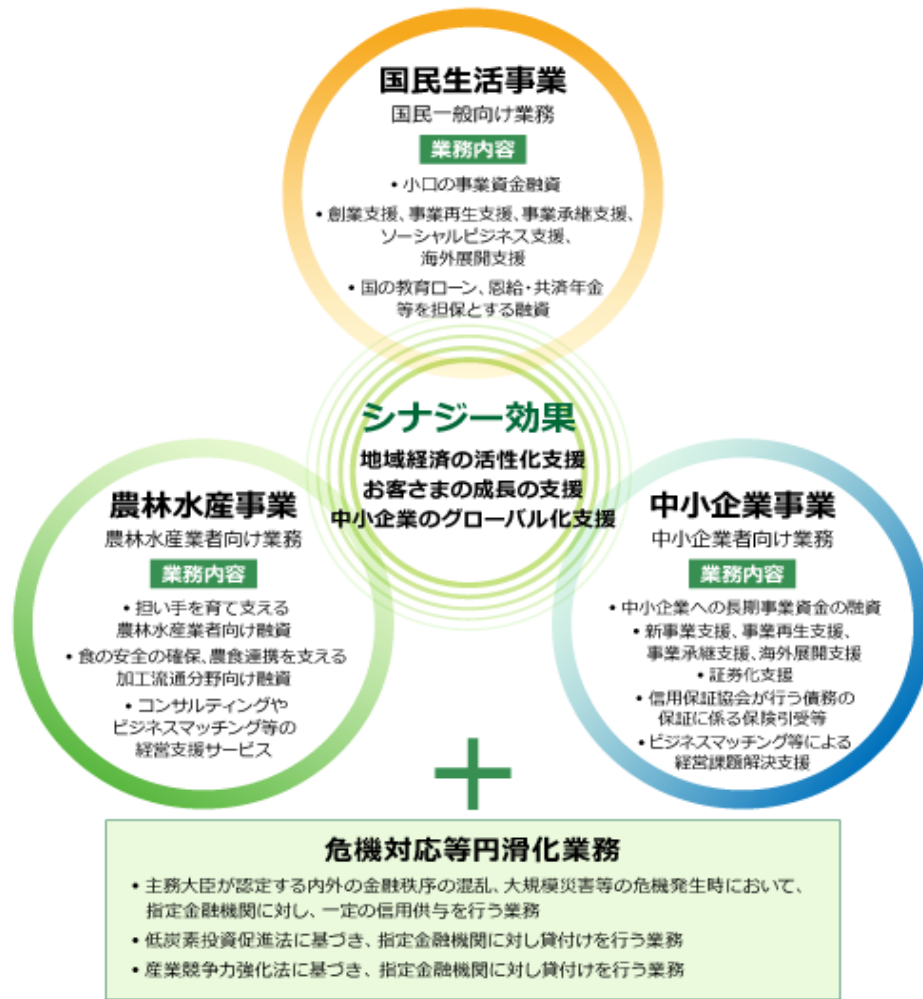 国民生活事業
国民一般向け業務
業務内容
• 小口の事業資金融資
• 創業支援、事業再生支援、事業承継支援、
ソーシャルビジネス支援、
海外展開支援
• 国の教育ローン、恩給・共済年金
等を担保とする融資
シナジー効果
地域経済の活性化支援
お客さまの成長の支援
中小企業のグローバル化支援
農林水産事業
農林水産業者向け業務
業務内容
• 担い手を育て支える
農林水産業者向け融資
• 食の安全の確保、農食連携を支える
加工流通分野向け融資
• コンサルティングや
ビジネスマッチング等の
経営支援サービス
中小企業事業
中小企業者向け業務
業務内容
• 中小企業への長期事業資金の融資
• 新事業支援、事業再生支援、
事業承継支援、海外展開支援
• 証券化支援
• 信用保証協会が行う債務の
保証に係る保険引受等
• ビジネスマッチング等による
経営課題解決支援
+
危機対応等円滑化業務
• 主務大臣が認定する内外の金融秩序の混乱、大規模災害等の危機発生時において、
指定金融機関に対し、一定の信用供与を行う業務
• 低炭素投資促進法に基づき、指定金融機関に対し貸付けを行う業務
• 産業競争力強化法に基づき、指定金融機関に対し貸付けを行う業務